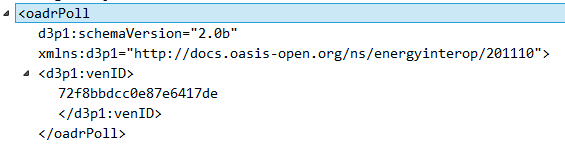 <oadrPoll
d3p1:schemaVersion="2.0b"
xmlns:d3p1="http://docs.oasis-open.org/ns/energyinterop/201110">
<d3p1:venID>
72f8bbdcc0e87e6417de
</d3p1:venID>
</oadrPoll>